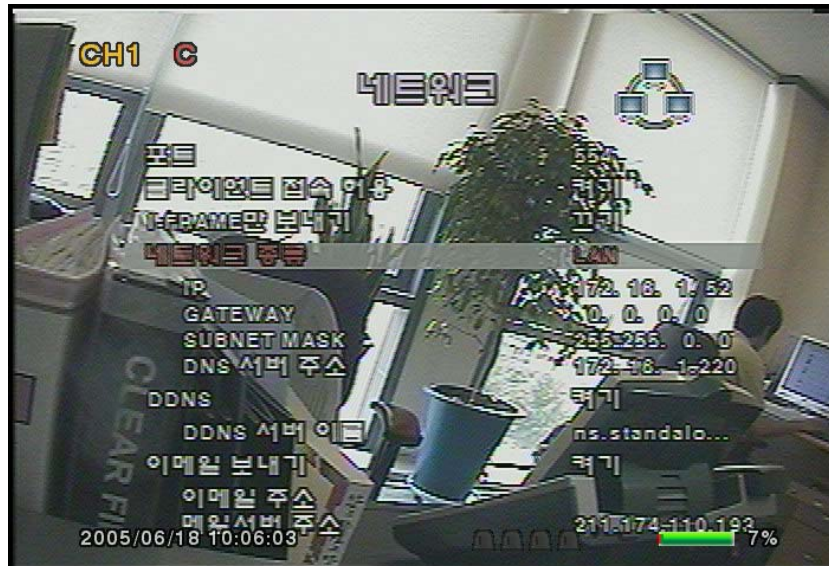 CH1 C
네트워크
포트 554
클라이언트 접속 허용 켜기
I-FRAME만 보내기 끄기
네트워크 종류 LAN
IP 172. 16. 1. 52
GATEWAY 0. 0. 0. 0
SUBNET MASK 255. 255. 0. 0
DNS 서버 주소 172. 16. 1.220
DDNS 켜기
DDNS 서버 이름 ns.standalo...
이메일 보내기 켜기
이메일 주소
메일서버 주소 211.174.110.193
2005/06/18 10:06:03 7%
CLEAR FI